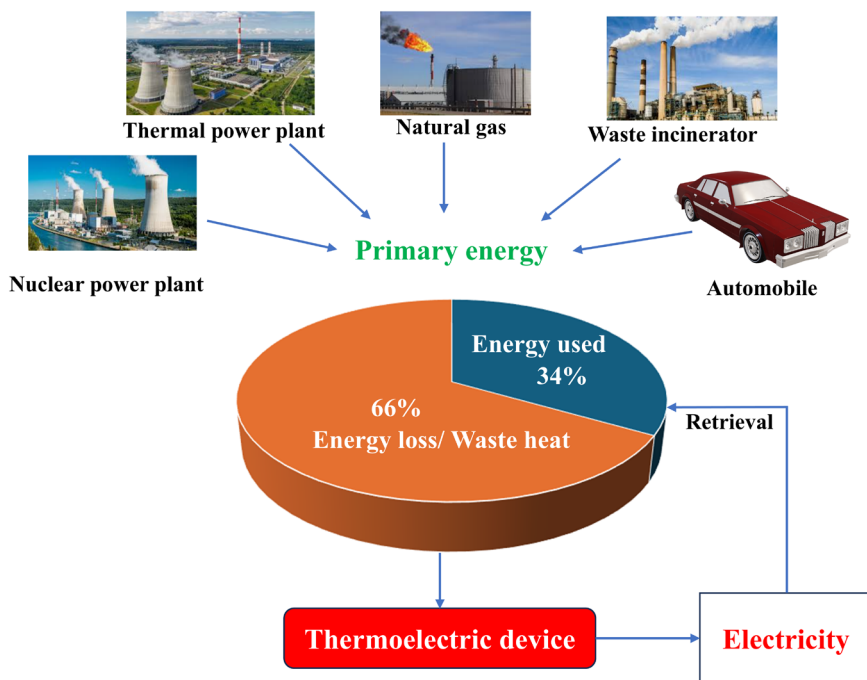 Thermal power plant
Natural gas
Waste incinerator
Nuclear power plant
Primary energy
Automobile
Energy used
34%
66%
Energy loss/ Waste heat
Retrieval
Thermoelectric device
Electricity